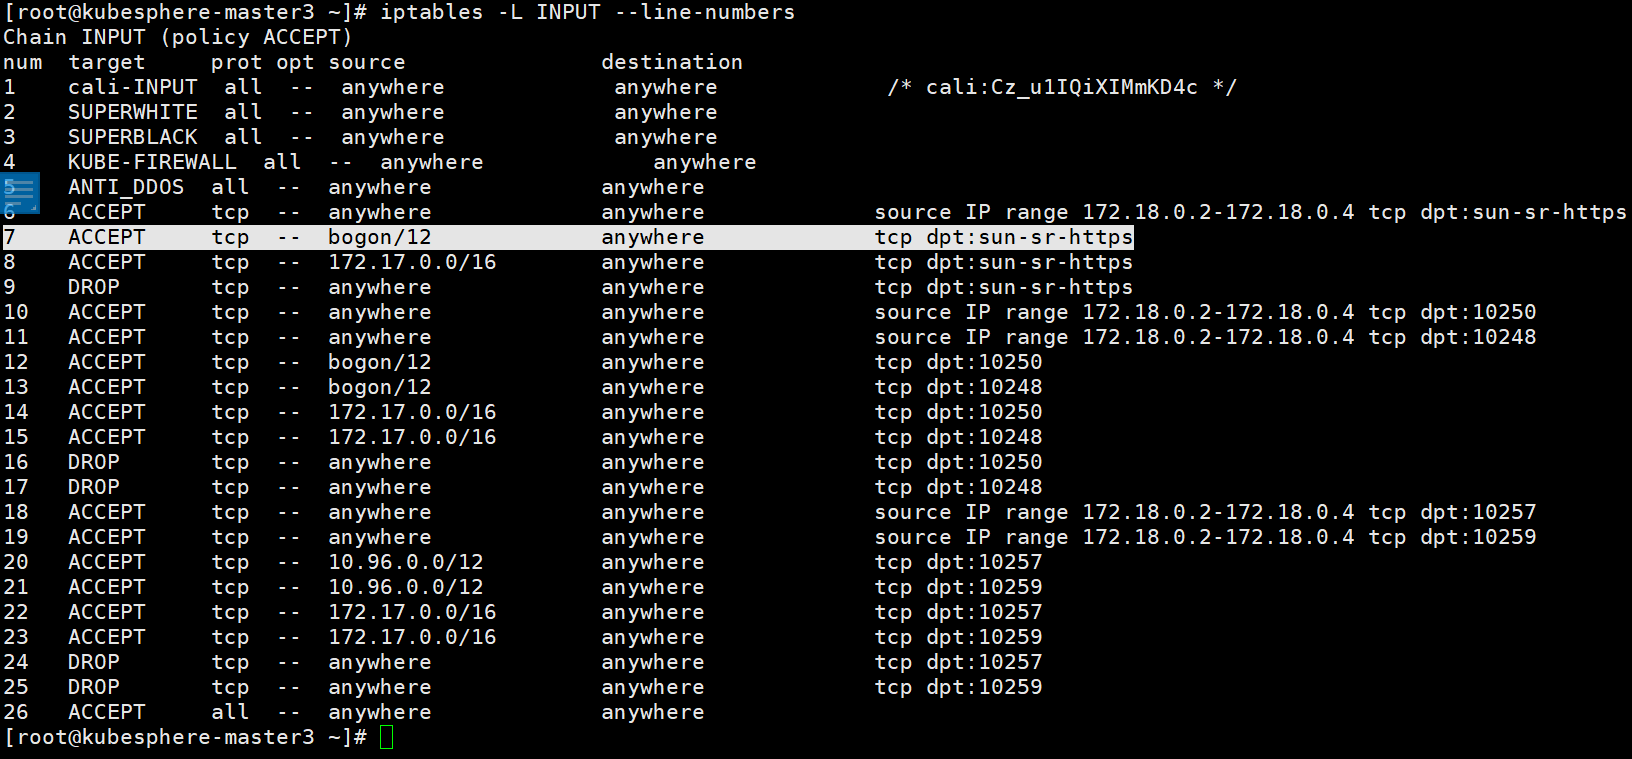 [root@kubesphere-master3 ~]# iptables -L INPUT --line-numbers
Chain INPUT (policy ACCEPT)
num  target     prot opt source               destination
1    cali-INPUT  all  --  anywhere             anywhere             /* cali:Cz_u1IQiXIMmKD4c */
2    SUPERWHITE  all  --  anywhere             anywhere
3    SUPERBLACK  all  --  anywhere             anywhere
4    KUBE-FIREWALL  all  --  anywhere             anywhere
5    ANTI_DDOS  all  --  anywhere             anywhere
6    ACCEPT     tcp  --  anywhere             anywhere             source IP range 172.18.0.2-172.18.0.4 tcp dpt:sun-sr-https
7    ACCEPT     tcp  --  bogon/12             anywhere             tcp dpt:sun-sr-https
8    ACCEPT     tcp  --  172.17.0.0/16        anywhere             tcp dpt:sun-sr-https
9    DROP       tcp  --  anywhere             anywhere             tcp dpt:sun-sr-https
10   ACCEPT     tcp  --  anywhere             anywhere             source IP range 172.18.0.2-172.18.0.4 tcp dpt:10250
11   ACCEPT     tcp  --  anywhere             anywhere             source IP range 172.18.0.2-172.18.0.4 tcp dpt:10248
12   ACCEPT     tcp  --  bogon/12             anywhere             tcp dpt:10250
13   ACCEPT     tcp  --  bogon/12             anywhere             tcp dpt:10248
14   ACCEPT     tcp  --  172.17.0.0/16        anywhere             tcp dpt:10250
15   ACCEPT     tcp  --  172.17.0.0/16        anywhere             tcp dpt:10248
16   DROP       tcp  --  anywhere             anywhere             tcp dpt:10250
17   DROP       tcp  --  anywhere             anywhere             tcp dpt:10248
18   ACCEPT     tcp  --  anywhere             anywhere             source IP range 172.18.0.2-172.18.0.4 tcp dpt:10257
19   ACCEPT     tcp  --  anywhere             anywhere             source IP range 172.18.0.2-172.18.0.4 tcp dpt:10259
20   ACCEPT     tcp  --  10.96.0.0/12         anywhere             tcp dpt:10257
21   ACCEPT     tcp  --  10.96.0.0/12         anywhere             tcp dpt:10259
22   ACCEPT     tcp  --  172.17.0.0/16        anywhere             tcp dpt:10257
23   ACCEPT     tcp  --  172.17.0.0/16        anywhere             tcp dpt:10259
24   DROP       tcp  --  anywhere             anywhere             tcp dpt:10257
25   DROP       tcp  --  anywhere             anywhere             tcp dpt:10259
26   ACCEPT     all  --  anywhere             anywhere
[root@kubesphere-master3 ~]#